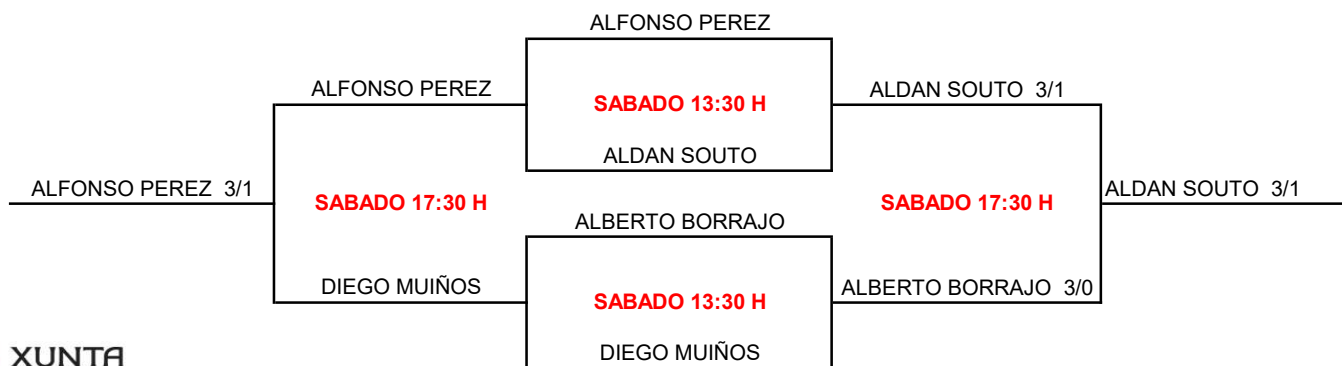 ALFONSO PEREZ
ALFONSO PEREZ
ALDAN SOUTO 3/1
SABADO 13:30 H
ALDAN SOUTO
ALFONSO PEREZ 3/1
SABADO 17:30 H
SABADO 17:30 H
ALDAN SOUTO 3/1
ALBERTO BORRAJO
DIEGO MUIÑOS
SABADO 13:30 H
ALBERTO BORRAJO 3/0
DIEGO MUIÑOS
XUNTA